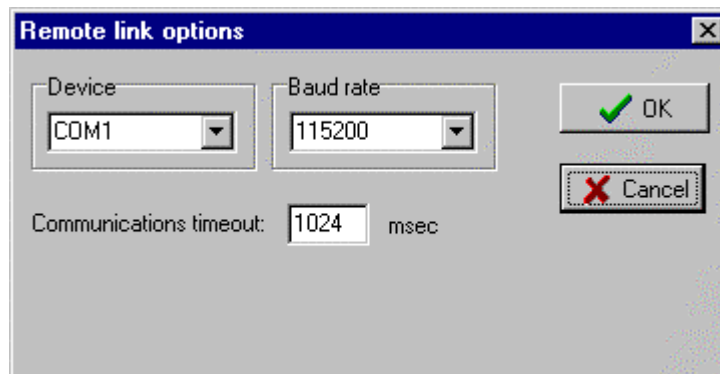 Remote link options
Device
Baud rate
COM1
115200
OK
Cancel
Communications timeout: 1024 msec